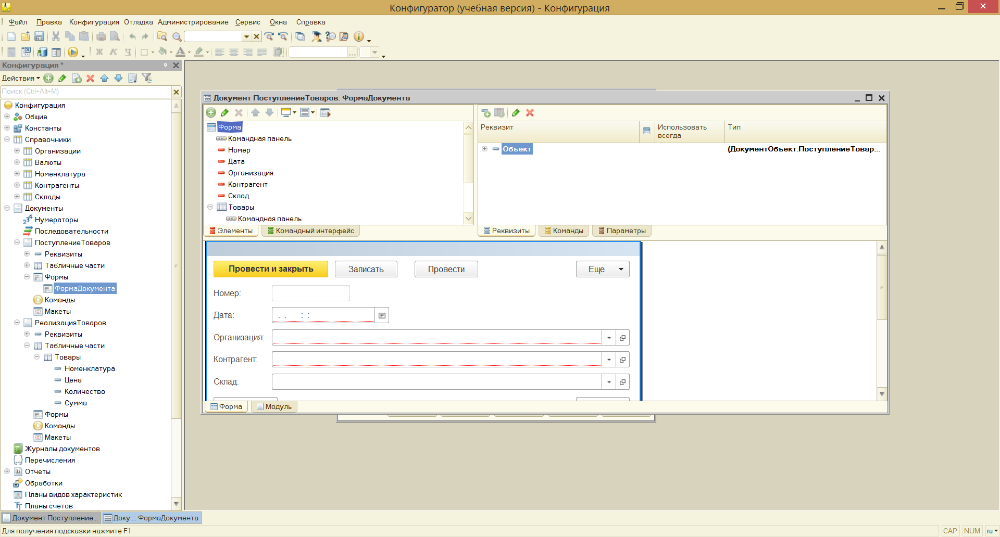 Конфигуратор (учебная версия) - Конфигурация
Файл Правка Конфигурация Отладка Администрирование Сервис Окна Справка
Ж К Ч
Конфигурация *
Действия
Поиск (Ctrl+Alt+M)
Конфигурация
Общие
Константы
Справочники
Организации
Валюты
Номенклатура
Контрагенты
Склады
Документы
Нумераторы
Последовательности
ПоступлениеТоваров
Реквизиты
Табличные части
Формы
ФормаДокумента
Команды
Макеты
РеализацияТоваров
Реквизиты
Табличные части
Товары
Номенклатура
Цена
Количество
Сумма
Формы
Команды
Макеты
Журналы документов
Перечисления
Отчеты
Обработки
Планы видов характеристик
Планы счетов
Документ ПоступлениеТоваров: ФормаДокумента
Форма
Командная панель
Номер
Дата
Организация
Контрагент
Склад
Товары
Командная панель
Элементы Командный интерфейс
Реквизит Использовать всегда Тип
Объект (ДокументОбъект.ПоступлениеТовар...
Реквизиты Команды Параметры
Провести и закрыть Записать Провести Еще
Номер:
Дата: . . : :
Организация:
Контрагент:
Склад:
Форма Модуль
Документ Поступление... Доку...: ФормаДокумента
Для получения подсказки нажмите F1 CAP NUM ru